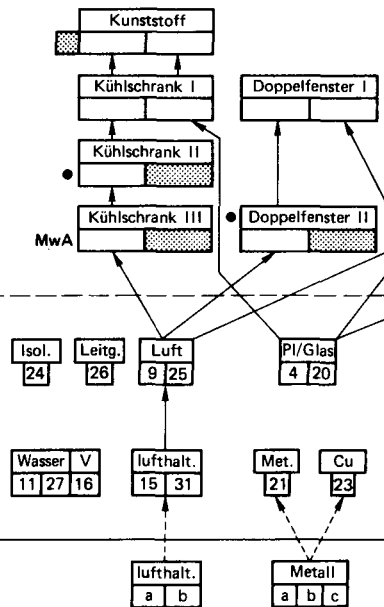 Kunststoff
Kühlschrank I Doppelfenster I
Kühlschrank II
Kühlschrank III Doppelfenster II
MwA
Isol. Leitg. Luft Pl/Glas
24 26 9 25 4 20
Wasser V lufthalt. Met. Cu
11 27 16 15 31 21 23
lufthalt. Metall
a b a b c